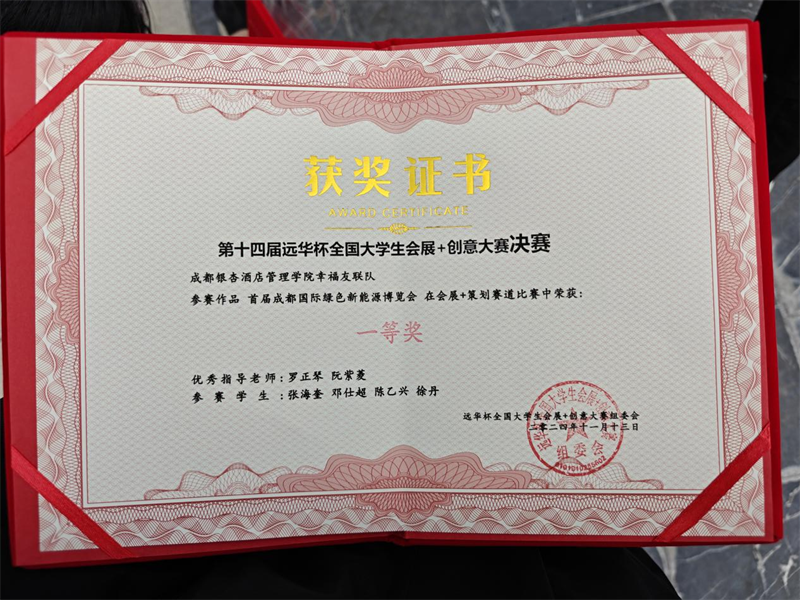 获奖证书
AWARD CERTIFICATE
第十四届远华杯全国大学生会展+创意大赛决赛
成都银杏酒店管理学院幸福友联队
参赛作品 首届成都国际绿色新能源博览会 在会展+策划赛道比赛中荣获：
一等奖
优秀指导老师：罗正琴 阮紫菱
参赛学生：张海奎 邓仕超 陈乙兴 徐丹
远华杯全国大学生会展+创意大赛组委会
二零二四年十一月十三日
组委会